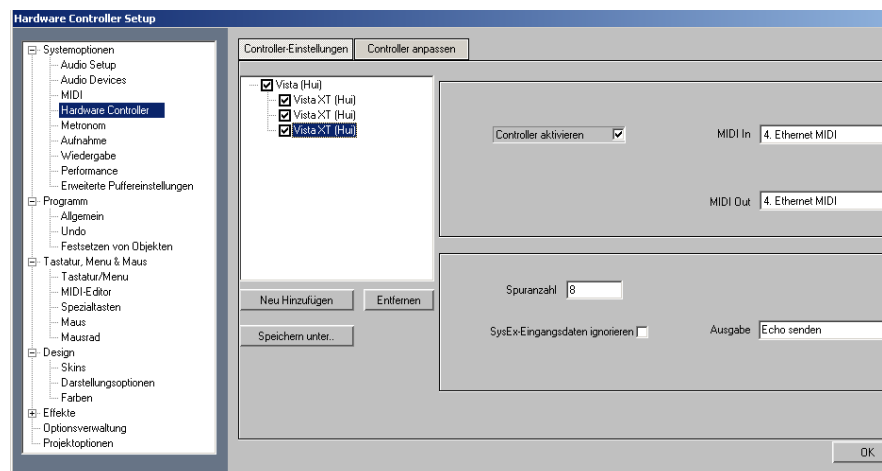 Hardware Controller Setup
Systemoptionen
Audio Setup
Audio Devices
MIDI
Hardware Controller
Metronom
Aufnahme
Wiedergabe
Performance
Erweiterte Puffereinstellungen
Programm
Allgemein
Undo
Festsetzen von Objekten
Tastatur, Menu & Maus
Tastatur/Menu
MIDI-Editor
Spezialtasten
Maus
Mausrad
Design
Skins
Darstellungsoptionen
Farben
Effekte
Optionsverwaltung
Projektoptionen
Controller-Einstellungen
Controller anpassen
Vista (Hui)
Vista XT (Hui)
Vista XT (Hui)
Vista XT (Hui)
Neu Hinzufügen
Entfernen
Speichern unter..
Controller aktivieren
MIDI In
4. Ethernet MIDI
MIDI Out
4. Ethernet MIDI
Spuranzahl
8
SysEx-Eingangsdaten ignorieren
Ausgabe
Echo senden
OK